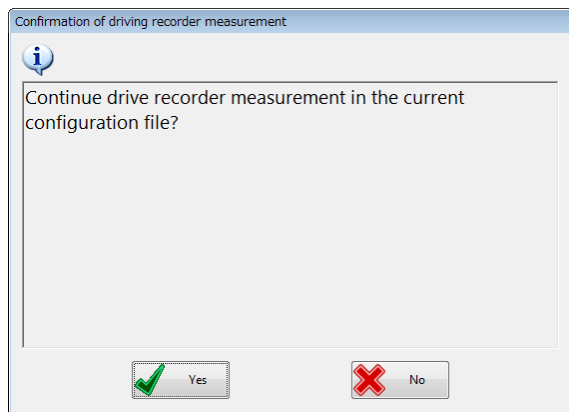 Confirmation of driving recorder measurement
Continue drive recorder measurement in the current
configuration file?
Yes
No